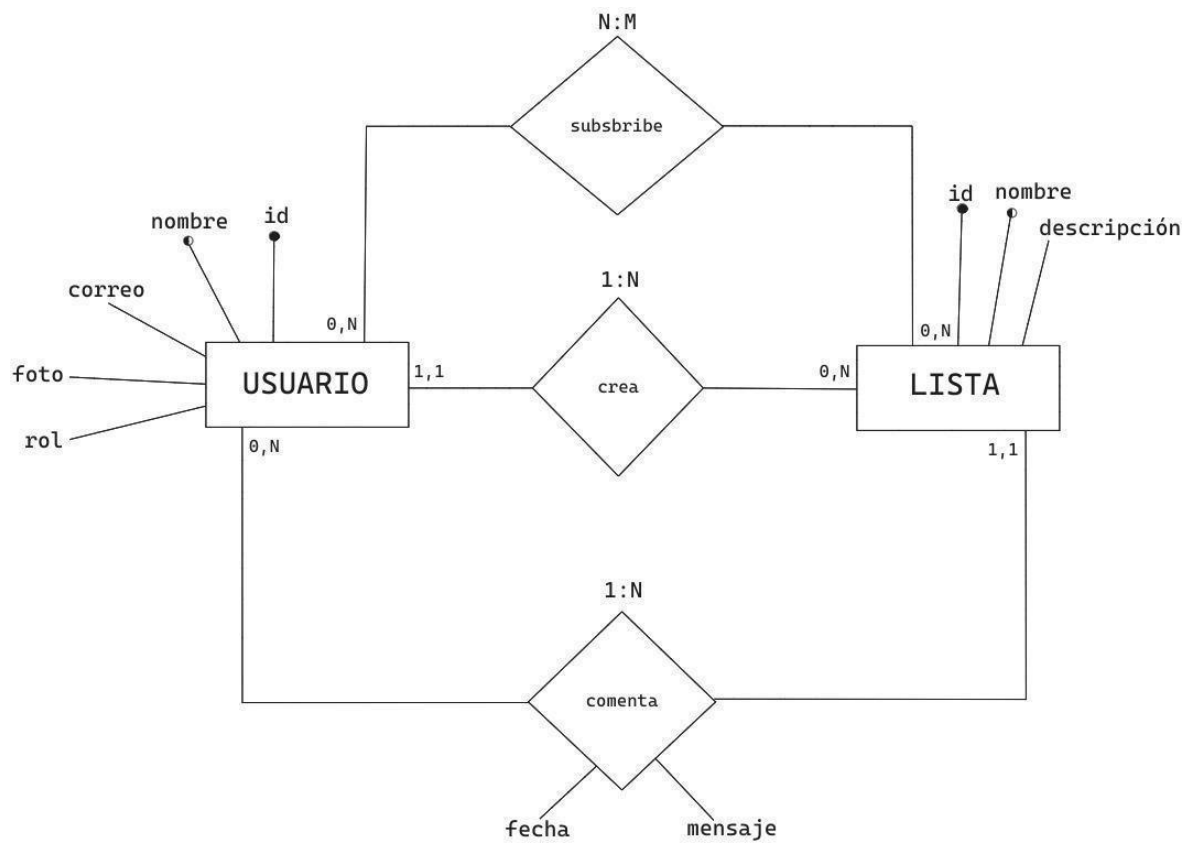 N:M
subsbribe
nombre
id
correo
foto
rol
0,N
USUARIO
1,1
0,N
1:N
crea
id
nombre
descripción
0,N
0,N
LISTA
1,1
1:N
comenta
fecha
mensaje